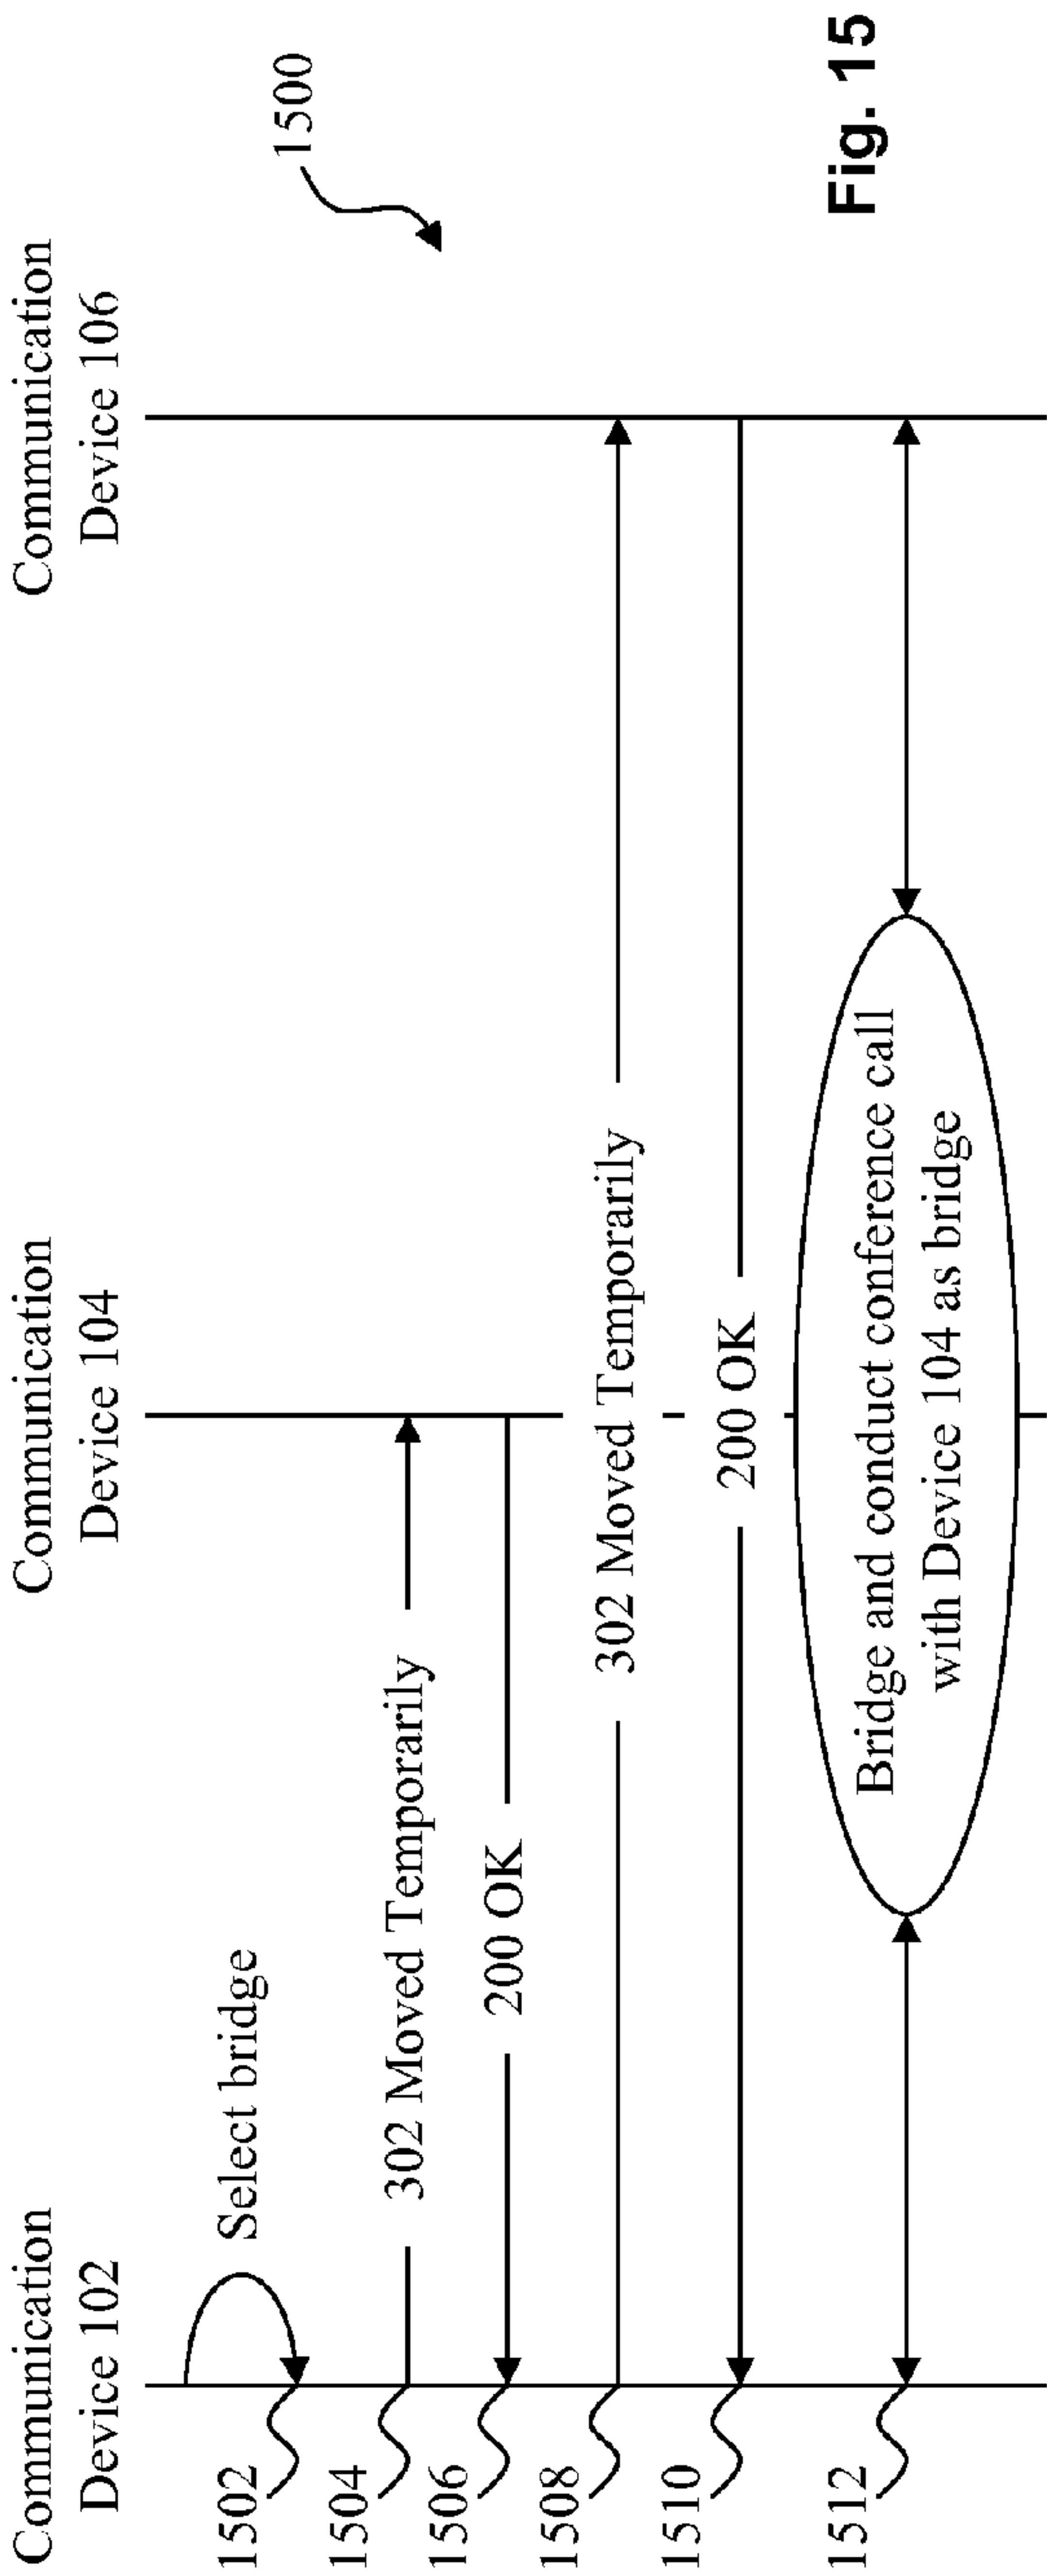 Communication
Device 102
Communication
Device 104
Communication
Device 106
1500
1502
Select bridge
1504
302 Moved Temporarily
1506
200 OK
1508
302 Moved Temporarily
1510
200 OK
1512
Bridge and conduct conference call
with Device 104 as bridge
Fig. 15